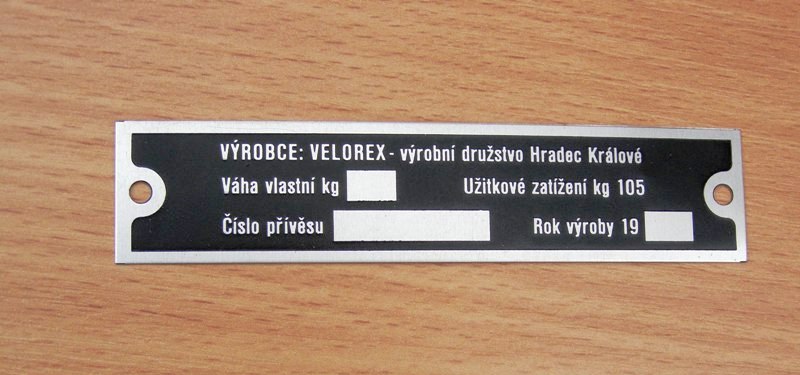 VÝROBCE: VELOREX - výrobní družstvo Hradec Králové
Váha vlastní kg Užitkové zatížení kg 105
Číslo přívěsu Rok výroby 19